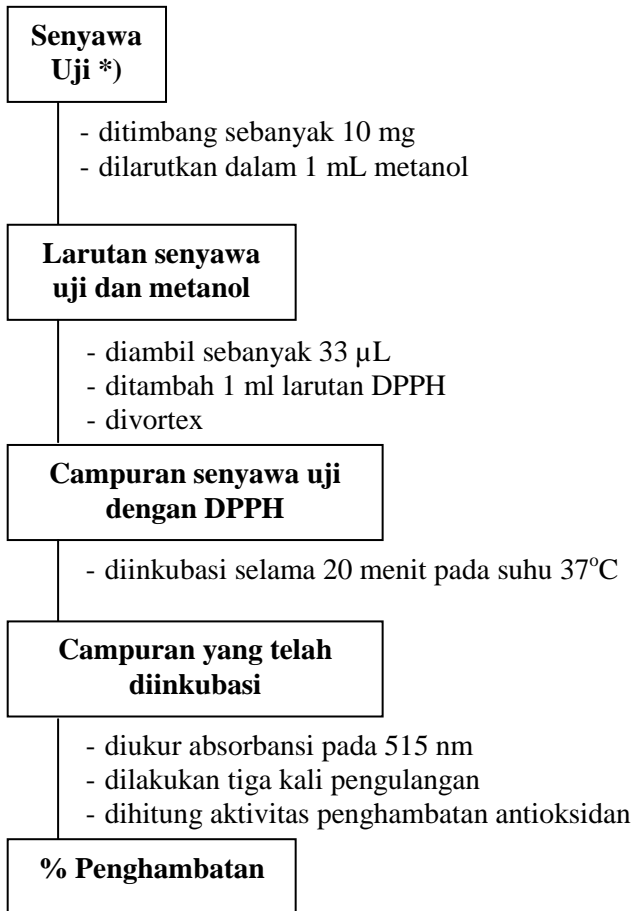 Senyawa
Uji *)
- ditimbang sebanyak 10 mg
- dilarutkan dalam 1 mL metanol
Larutan senyawa
uji dan metanol
- diambil sebanyak 33 µL
- ditambah 1 ml larutan DPPH
- divortex
Campuran senyawa uji
dengan DPPH
- diinkubasi selama 20 menit pada suhu 37°C
Campuran yang telah
diinkubasi
- diukur absorbansi pada 515 nm
- dilakukan tiga kali pengulangan
- dihitung aktivitas penghambatan antioksidan
% Penghambatan